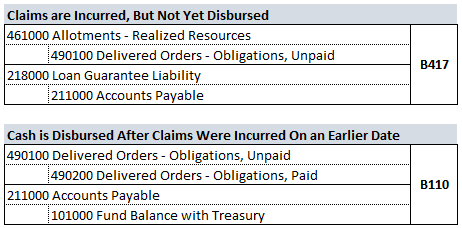 Claims are Incurred, But Not Yet Disbursed
461000 Allotments - Realized Resources
490100 Delivered Orders - Obligations, Unpaid
B417
218000 Loan Guarantee Liability
211000 Accounts Payable
Cash is Disbursed After Claims Were Incurred On an Earlier Date
490100 Delivered Orders - Obligations, Unpaid
490200 Delivered Orders - Obligations, Paid
B110
211000 Accounts Payable
101000 Fund Balance with Treasury